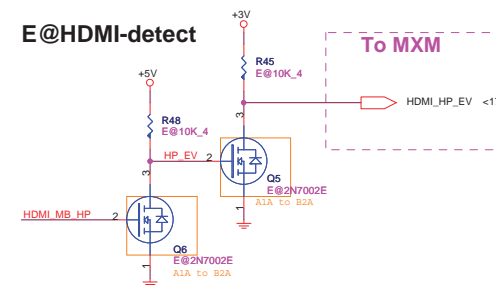 E@HDMI-detect
+3V
To MXM
R45
E@10K_4
+5V
HDMI_HP_EV
R48
E@10K_4
3
HP_EV
2
Q5
E@2N7002E
A1A to B2A
1
3
HDMI_MB_HP
2
Q6
E@2N7002E
A1A to B2A
1